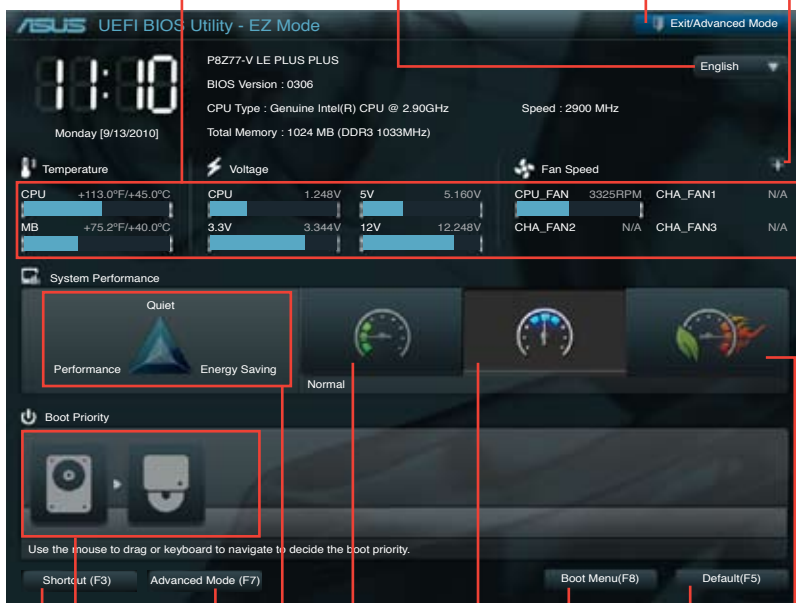 ASUS UEFI BIOS Utility - EZ Mode
Exit/Advanced Mode
11:10
Monday [9/13/2010]
P8Z77-V LE PLUS PLUS
English
BIOS Version : 0306
CPU Type : Genuine Intel(R) CPU @ 2.90GHz Speed : 2900 MHz
Total Memory : 1024 MB (DDR3 1033MHz)
Temperature
CPU +113.0ºF/+45.0ºC
MB +75.2ºF/+40.0ºC
Voltage
CPU 1.248V 5V 5.160V
3.3V 3.344V 12V 12.248V
Fan Speed
CPU_FAN 3325RPM CHA_FAN1 N/A
CHA_FAN2 N/A CHA_FAN3 N/A
System Performance
Quiet
Performance Energy Saving
Normal
Boot Priority
Use the mouse to drag or keyboard to navigate to decide the boot priority.
Shortcut (F3) Advanced Mode (F7) Boot Menu(F8) Default(F5)